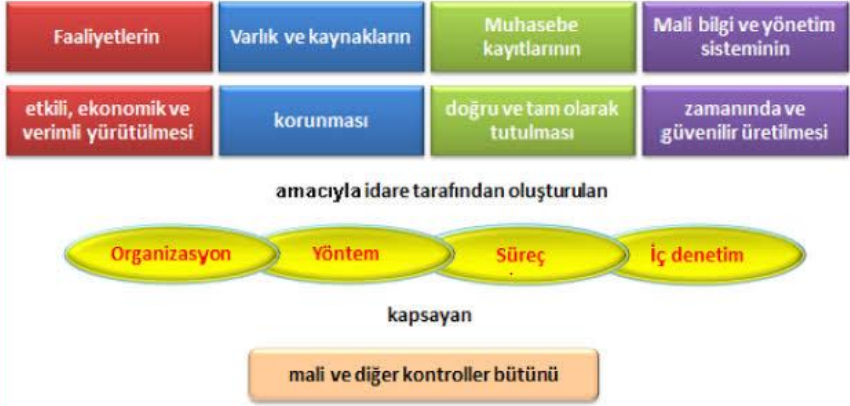 Faaliyetlerin
Varlık ve kaynakların
Muhasebe
kayıtlarının
Mali bilgi ve yönetim
sisteminin
etkili, ekonomik ve
verimli yürütülmesi
korunması
doğru ve tam olarak
tutulması
zamanında ve
güvenilir üretilmesi
amacıyla idare tarafından oluşturulan
Organizasyon
Yöntem
Süreç
İç denetim
kapsayan
mali ve diğer kontroller bütünü